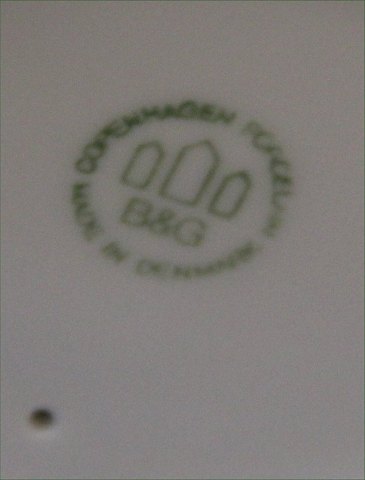 COPENHAGEN PORCELAIN
B&G
MADE IN DENMARK